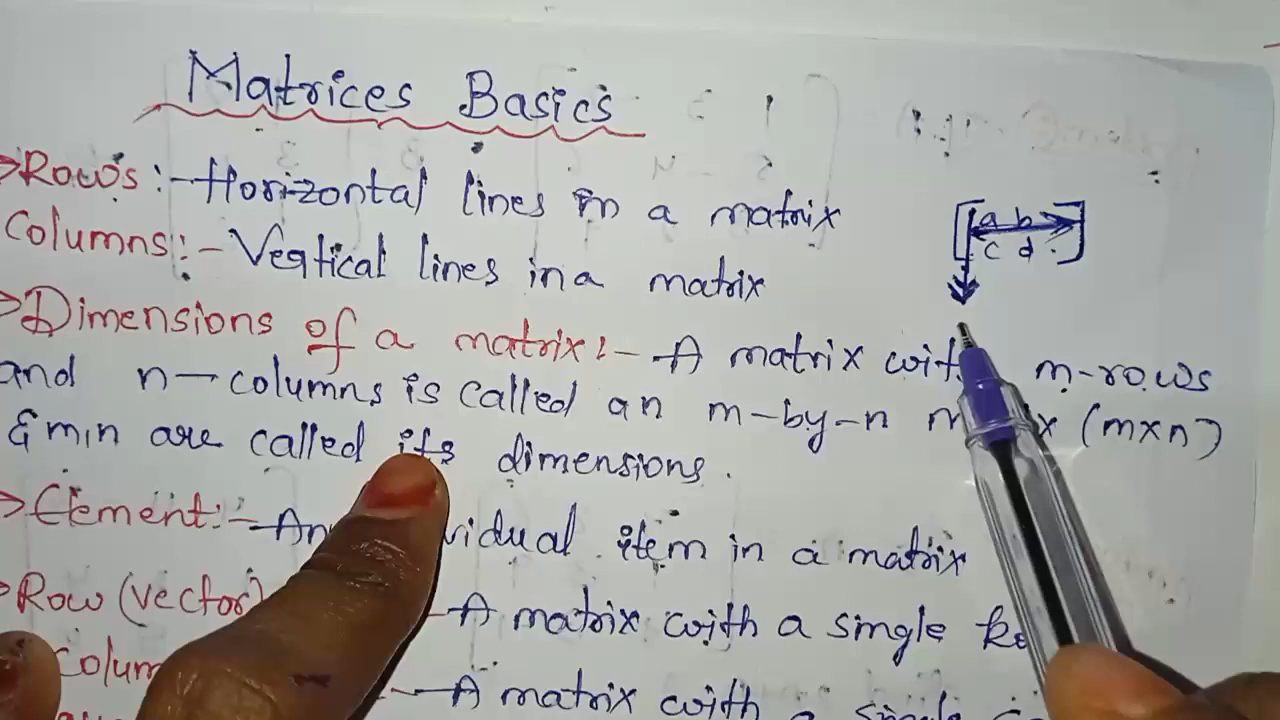 Matrices Basics
Rows :- Horizontal lines in a matrix
Columns :- Vertical lines in a matrix
a b
c d
Dimensions of a matrix :- A matrix with m-rows
and n-columns is called an m-by-n (mxn)
& m,n are called its dimensions.
Element :- item in a matrix
Row (vector) - A matrix with a single
- A matrix with a single